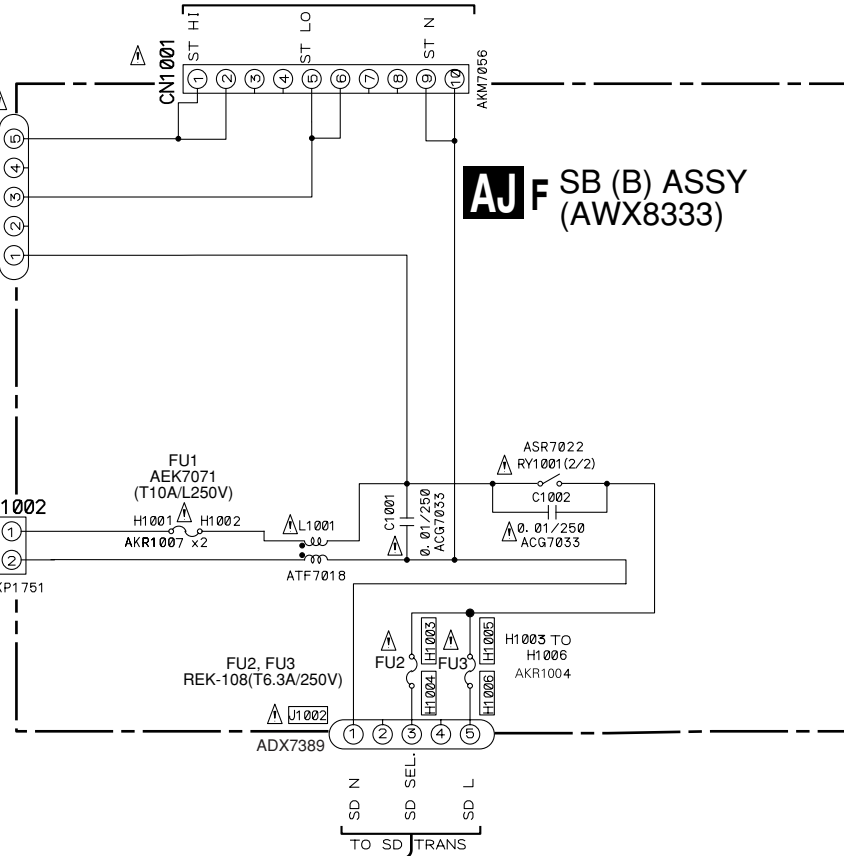 ST HI
ST LO
ST N
CN1001
1 2 3 4 5 6 7 8 9 10
AKM7056
5
4
3
2
1
AJ F SB (B) ASSY
(AWX8333)
FU1
AEK7071
(T10A/L250V)
H1001 H1002
AKR1007 x2
1002
1
2
KP1751
L1001
ATF7018
C1001
0.01/250
ACG7033
ASR7022
RY1001(2/2)
C1002
0.01/250
ACG7033
FU2, FU3
REK-108(T6.3A/250V)
FU2
H1003
H1004
FU3
H1005
H1006
H1003 TO
H1006
AKR1004
J1002
ADX7389
1 2 3 4 5
SD N
SD SEL.
SD L
TO SD TRANS